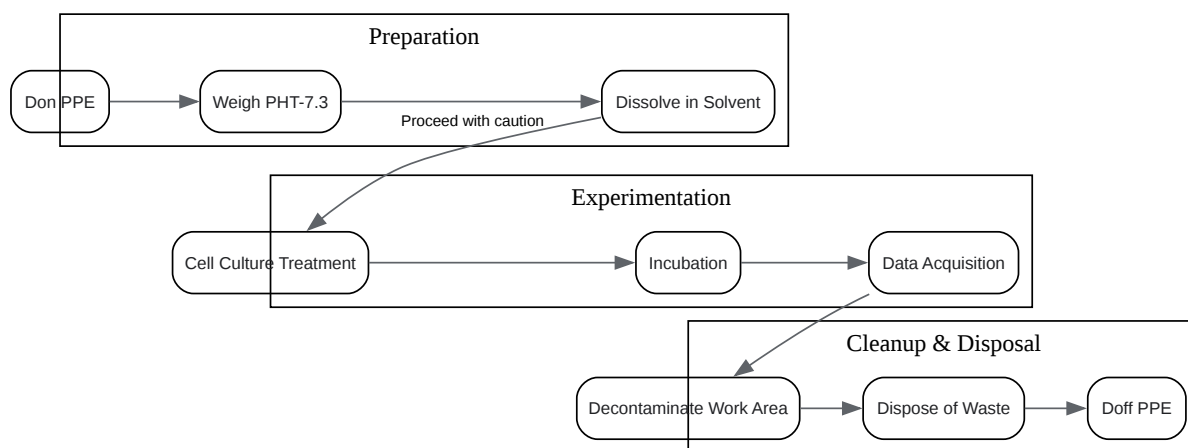 Preparation
Don PPE
Weigh PHT-7.3
Dissolve in Solvent
Proceed with caution
Experimentation
Cell Culture Treatment
Incubation
Data Acquisition
Cleanup & Disposal
Decontaminate Work Area
Dispose of Waste
Doff PPE